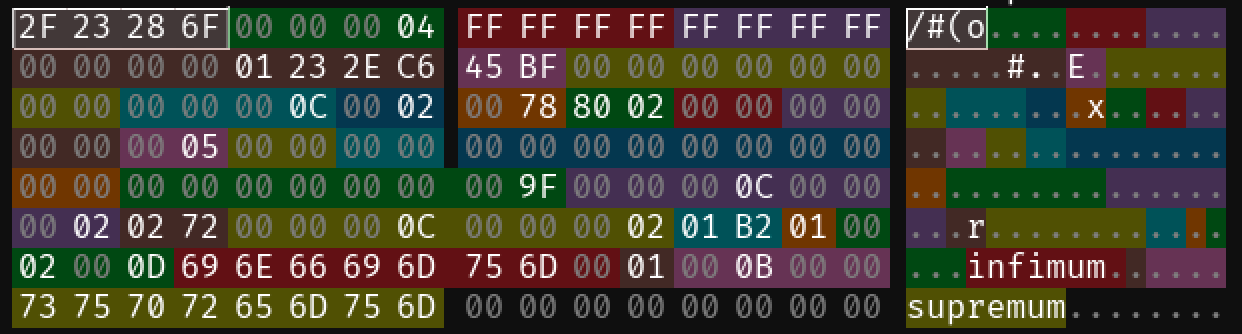 2F 23 28 6F 00 00 00 04 FF FF FF FF FF FF FF FF /#(o............
00 00 00 00 01 23 2E C6 45 BF 00 00 00 00 00 00 .....#..E.......
00 00 00 00 00 0C 00 02 00 78 80 02 00 00 00 00 .........x......
00 00 00 05 00 00 00 00 00 00 00 00 00 00 00 00 ................
00 00 00 00 00 00 00 00 00 9F 00 00 00 0C 00 00 ................
00 02 02 72 00 00 00 0C 00 00 00 02 01 B2 01 00 ...r............
02 00 0D 69 6E 66 69 6D 75 6D 00 01 00 0B 00 00 ...infimum......
73 75 70 72 65 6D 75 6D 00 00 00 00 00 00 00 00 supremum........